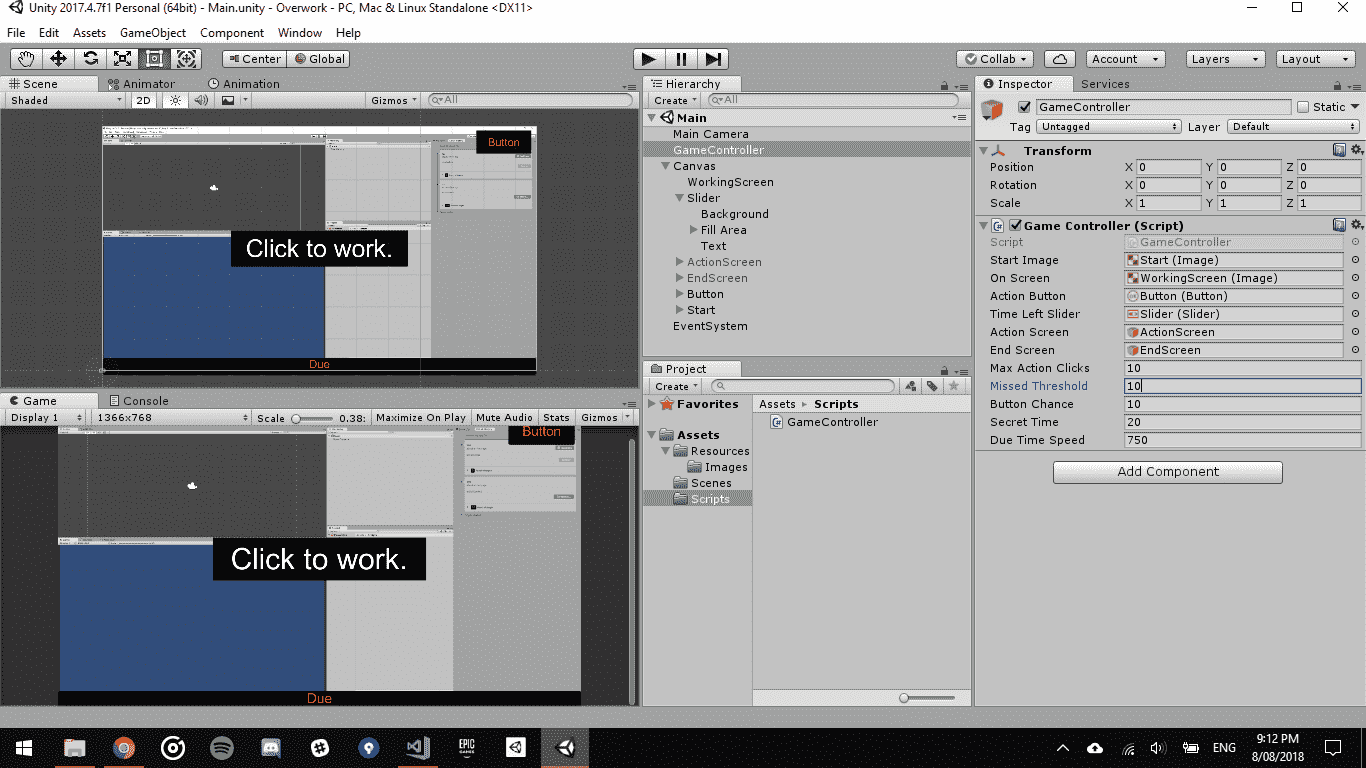 Unity 2017.4.7f1 Personal (64bit) - Main.unity - Overwork - PC, Mac & Linux Standalone <DX11>
File Edit Assets GameObject Component Window Help
Center Global Collab Account Layers Layout
Scene Animator Animation
Shaded 2D Gizmos All
Button
Click to work.
Due
Game Console
Display 1 1366x768 Scale 0.38: Maximize On Play Mute Audio Stats Gizmos
Button
Click to work.
Due
Hierarchy
Create All
Main
Main Camera
GameController
Canvas
WorkingScreen
Slider
Background
Fill Area
Text
ActionScreen
EndScreen
Button
Start
EventSystem
Project
Create
Favorites
Assets
Resources
Images
Scenes
Scripts
Assets Scripts
GameController
Inspector Services
GameController Static
Tag Untagged Layer Default
Transform
Position X 0 Y 0 Z 0
Rotation X 0 Y 0 Z 0
Scale X 1 Y 1 Z 1
Game Controller (Script)
Script GameController
Start Image Start (Image)
On Screen WorkingScreen (Image)
Action Button Button (Button)
Time Left Slider Slider (Slider)
Action Screen ActionScreen
End Screen EndScreen
Max Action Clicks 10
Missed Threshold 10
Button Chance 10
Secret Time 20
Due Time Speed 750
Add Component
EPIC GAMES
ENG
9:12 PM
8/08/2018